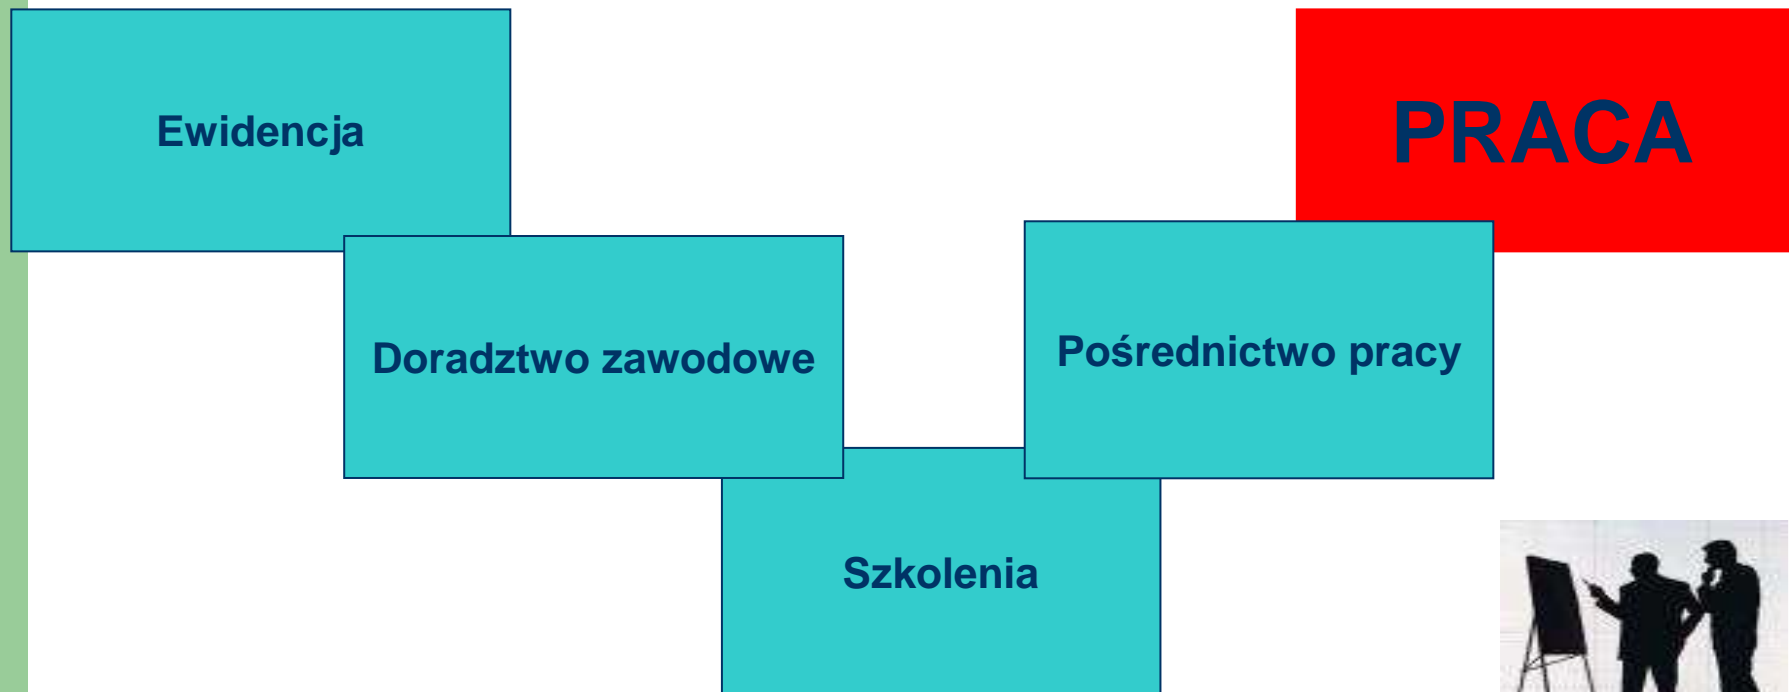 Ewidencja
PRACA
Doradztwo zawodowe
Pośrednictwo pracy
Szkolenia